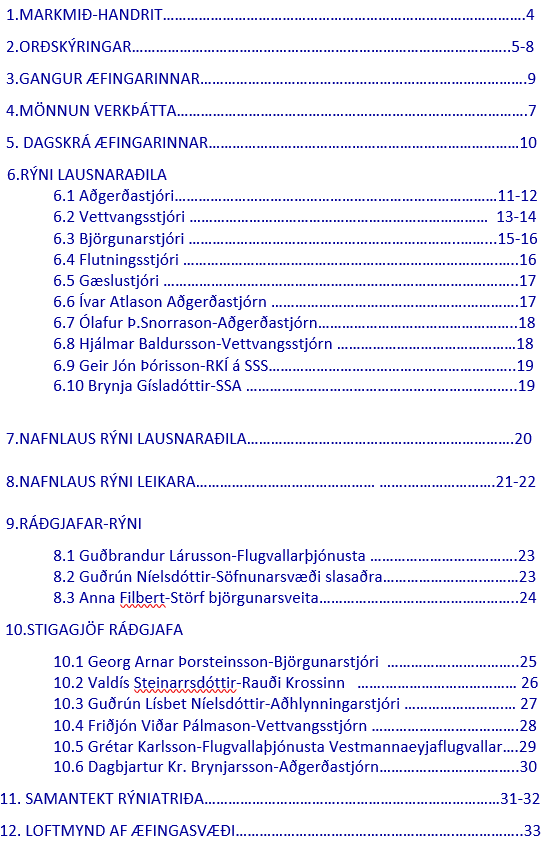 1.MARKMIÐ-HANDRIT……………………………………………………………….4
2.ORÐSKÝRINGAR…………………………………………………………………..5-8
3.GANGUR ÆFINGARINNAR…………………………………………………………9
4.MÖNNUN VERKÞÁTTA……………………………………………………………..7
5. DAGSKRÁ ÆFINGARINNAR………………………………………………………10
6.RÝNI LAUSNARAÐILA
6.1 Aðgerðastjóri…………………………………………………………11-12
6.2 Vettvangsstjóri …………………………………………………… 13-14
6.3 Björgunarstjóri ……………………………………..……………...15-16
6.4 Flutningsstjóri …………………………………………………………..16
6.5 Gæslustjóri ………………………………………………………………..17
6.6 Ívar Atlason Aðgerðastjórn …………………………………………..17
6.7 Ólafur Þ.Snorrason-Aðgerðastjórn…………………………………..18
6.8 Hjálmar Baldursson-Vettvangsstjórn ………………………………18
6.9 Geir Jón Þórisson-RKÍ á SSS…………………………………………..19
6.10 Brynja Gísladóttir-SSA ………………………………………………..19
7.NAFNLAUS RÝNI LAUSNARAÐILA……………………………………………….20
8.NAFNLAUS RÝNI LEIKARA……………………………… …….…………………….21-22
9.RÁÐGJAFAR-RÝNI
8.1 Guðbrandur Lárusson-Flugvallarþjónusta …………………………23
8.2 Guðrún Níelsdóttir-Söfnunarsvæði slasaðra………………………23
8.3 Anna Filbert-Störf björgunarsveita…………………………………..24
10.STIGAGJÖF RÁÐGJAFA
10.1 Georg Arnar Þorsteinsson-Björgunarstjóri ……………………..25
10.2 Valdís Steinarrsdóttir-Rauði Krossinn …….…………………… 26
10.3 Guðrún Lísbet Níelsdóttir-Aðhlynningarstjóri …………………. 27
10.4 Friðjón Viðar Pálmason-Vettvangsstjórn …………………………28
10.5 Grétar Karlsson-Flugvallaþjónusta Vestmannaeyjaflugvallar….29
10.6 Dagbjartur Kr. Brynjarsson-Aðgerðastjórn………………………..30
11. SAMANTEKT RÝNIATRIÐA……………………………………………………31-32
12. LOFTMYND AF ÆFINGASVÆÐI…………………………………………………..33